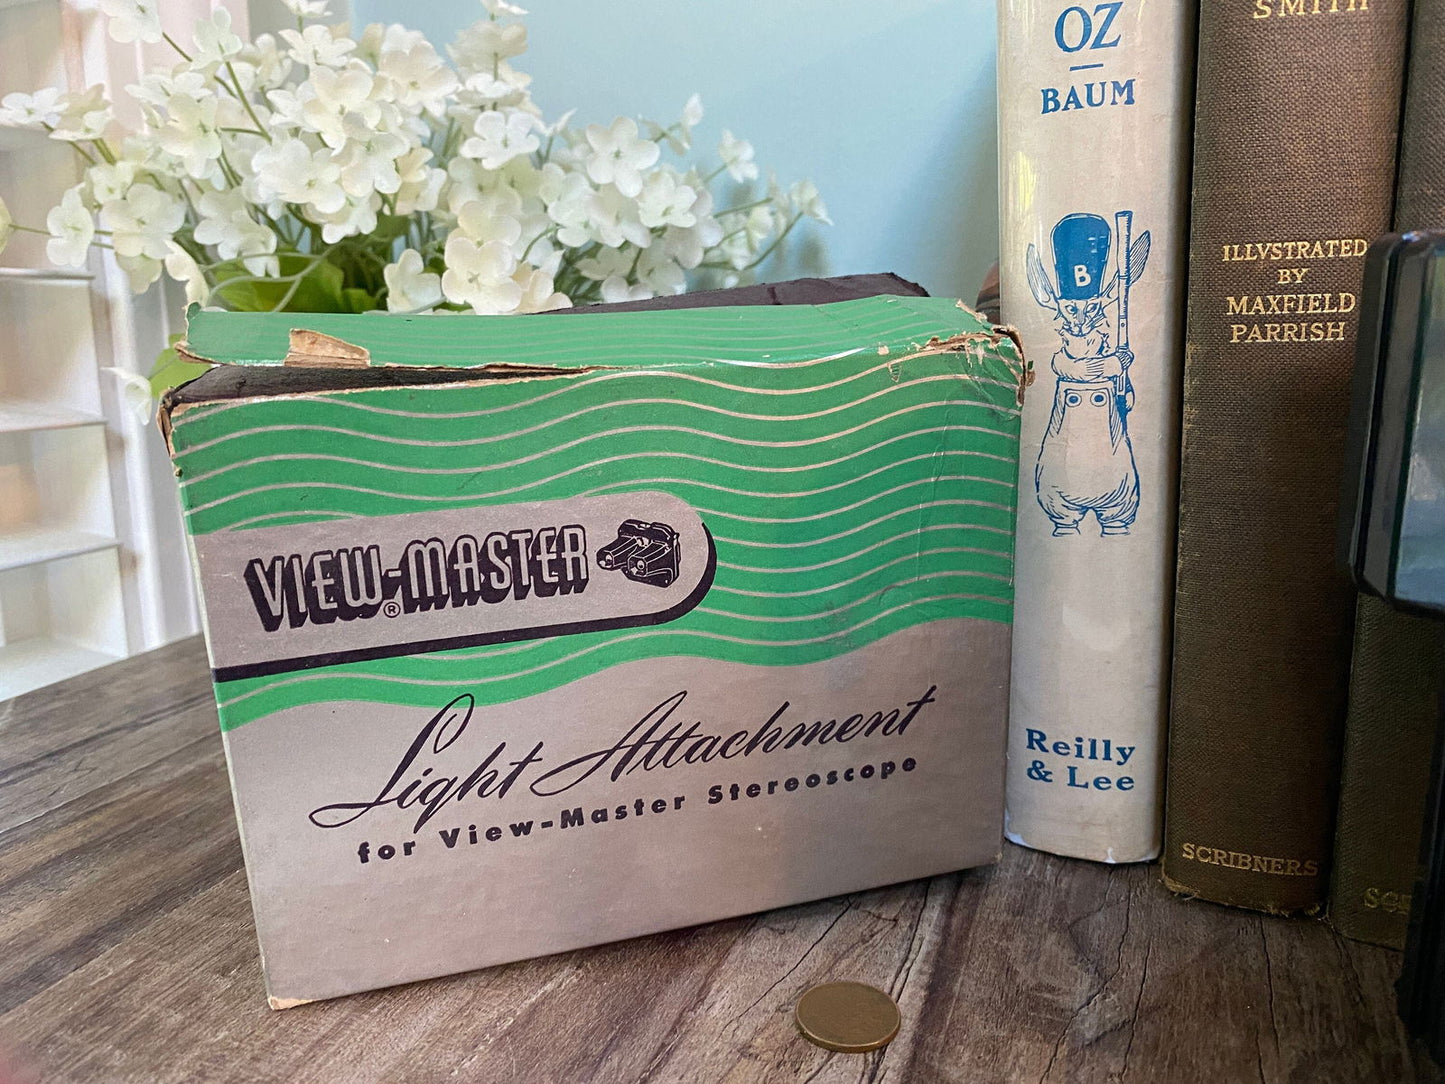 VIEW-MASTER
®
Light Attachment
for View-Master Stereoscope
OZ
BAUM
B
Reilly
& Lee
SMITH
ILLVSTRATED
BY
MAXFIELD
PARRISH
SCRIBNERS